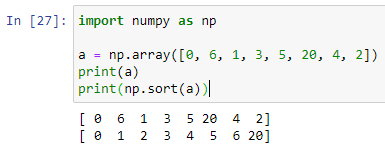 In [27]: import numpy as np
a = np.array([0, 6, 1, 3, 5, 20, 4, 2])
print(a)
print(np.sort(a))
[ 0  6  1  3  5 20  4  2]
[ 0  1  2  3  4  5  6 20]